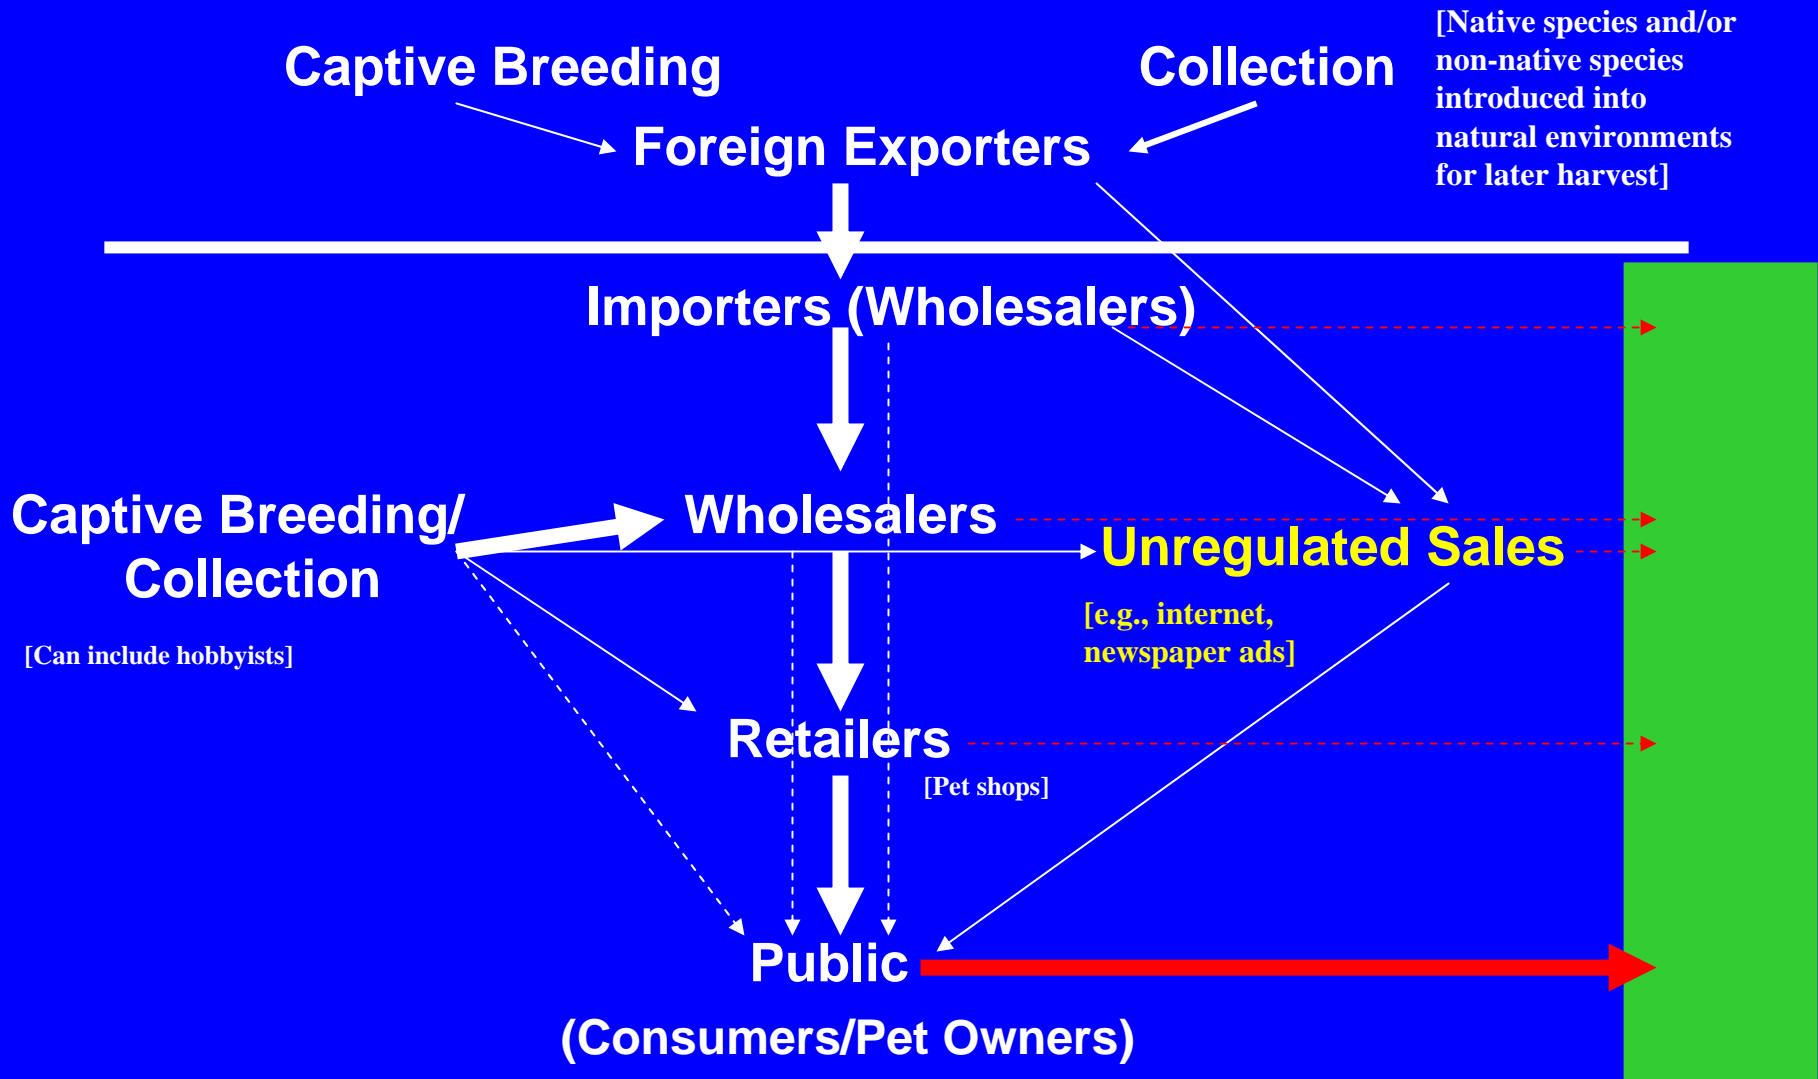 Captive Breeding
Collection
[Native species and/or
non-native species
introduced into
natural environments
for later harvest]
Foreign Exporters
Importers (Wholesalers)
Captive Breeding/
Collection
[Can include hobbyists]
Wholesalers
Unregulated Sales
[e.g., internet,
newspaper ads]
Retailers
[Pet shops]
Public
(Consumers/Pet Owners)